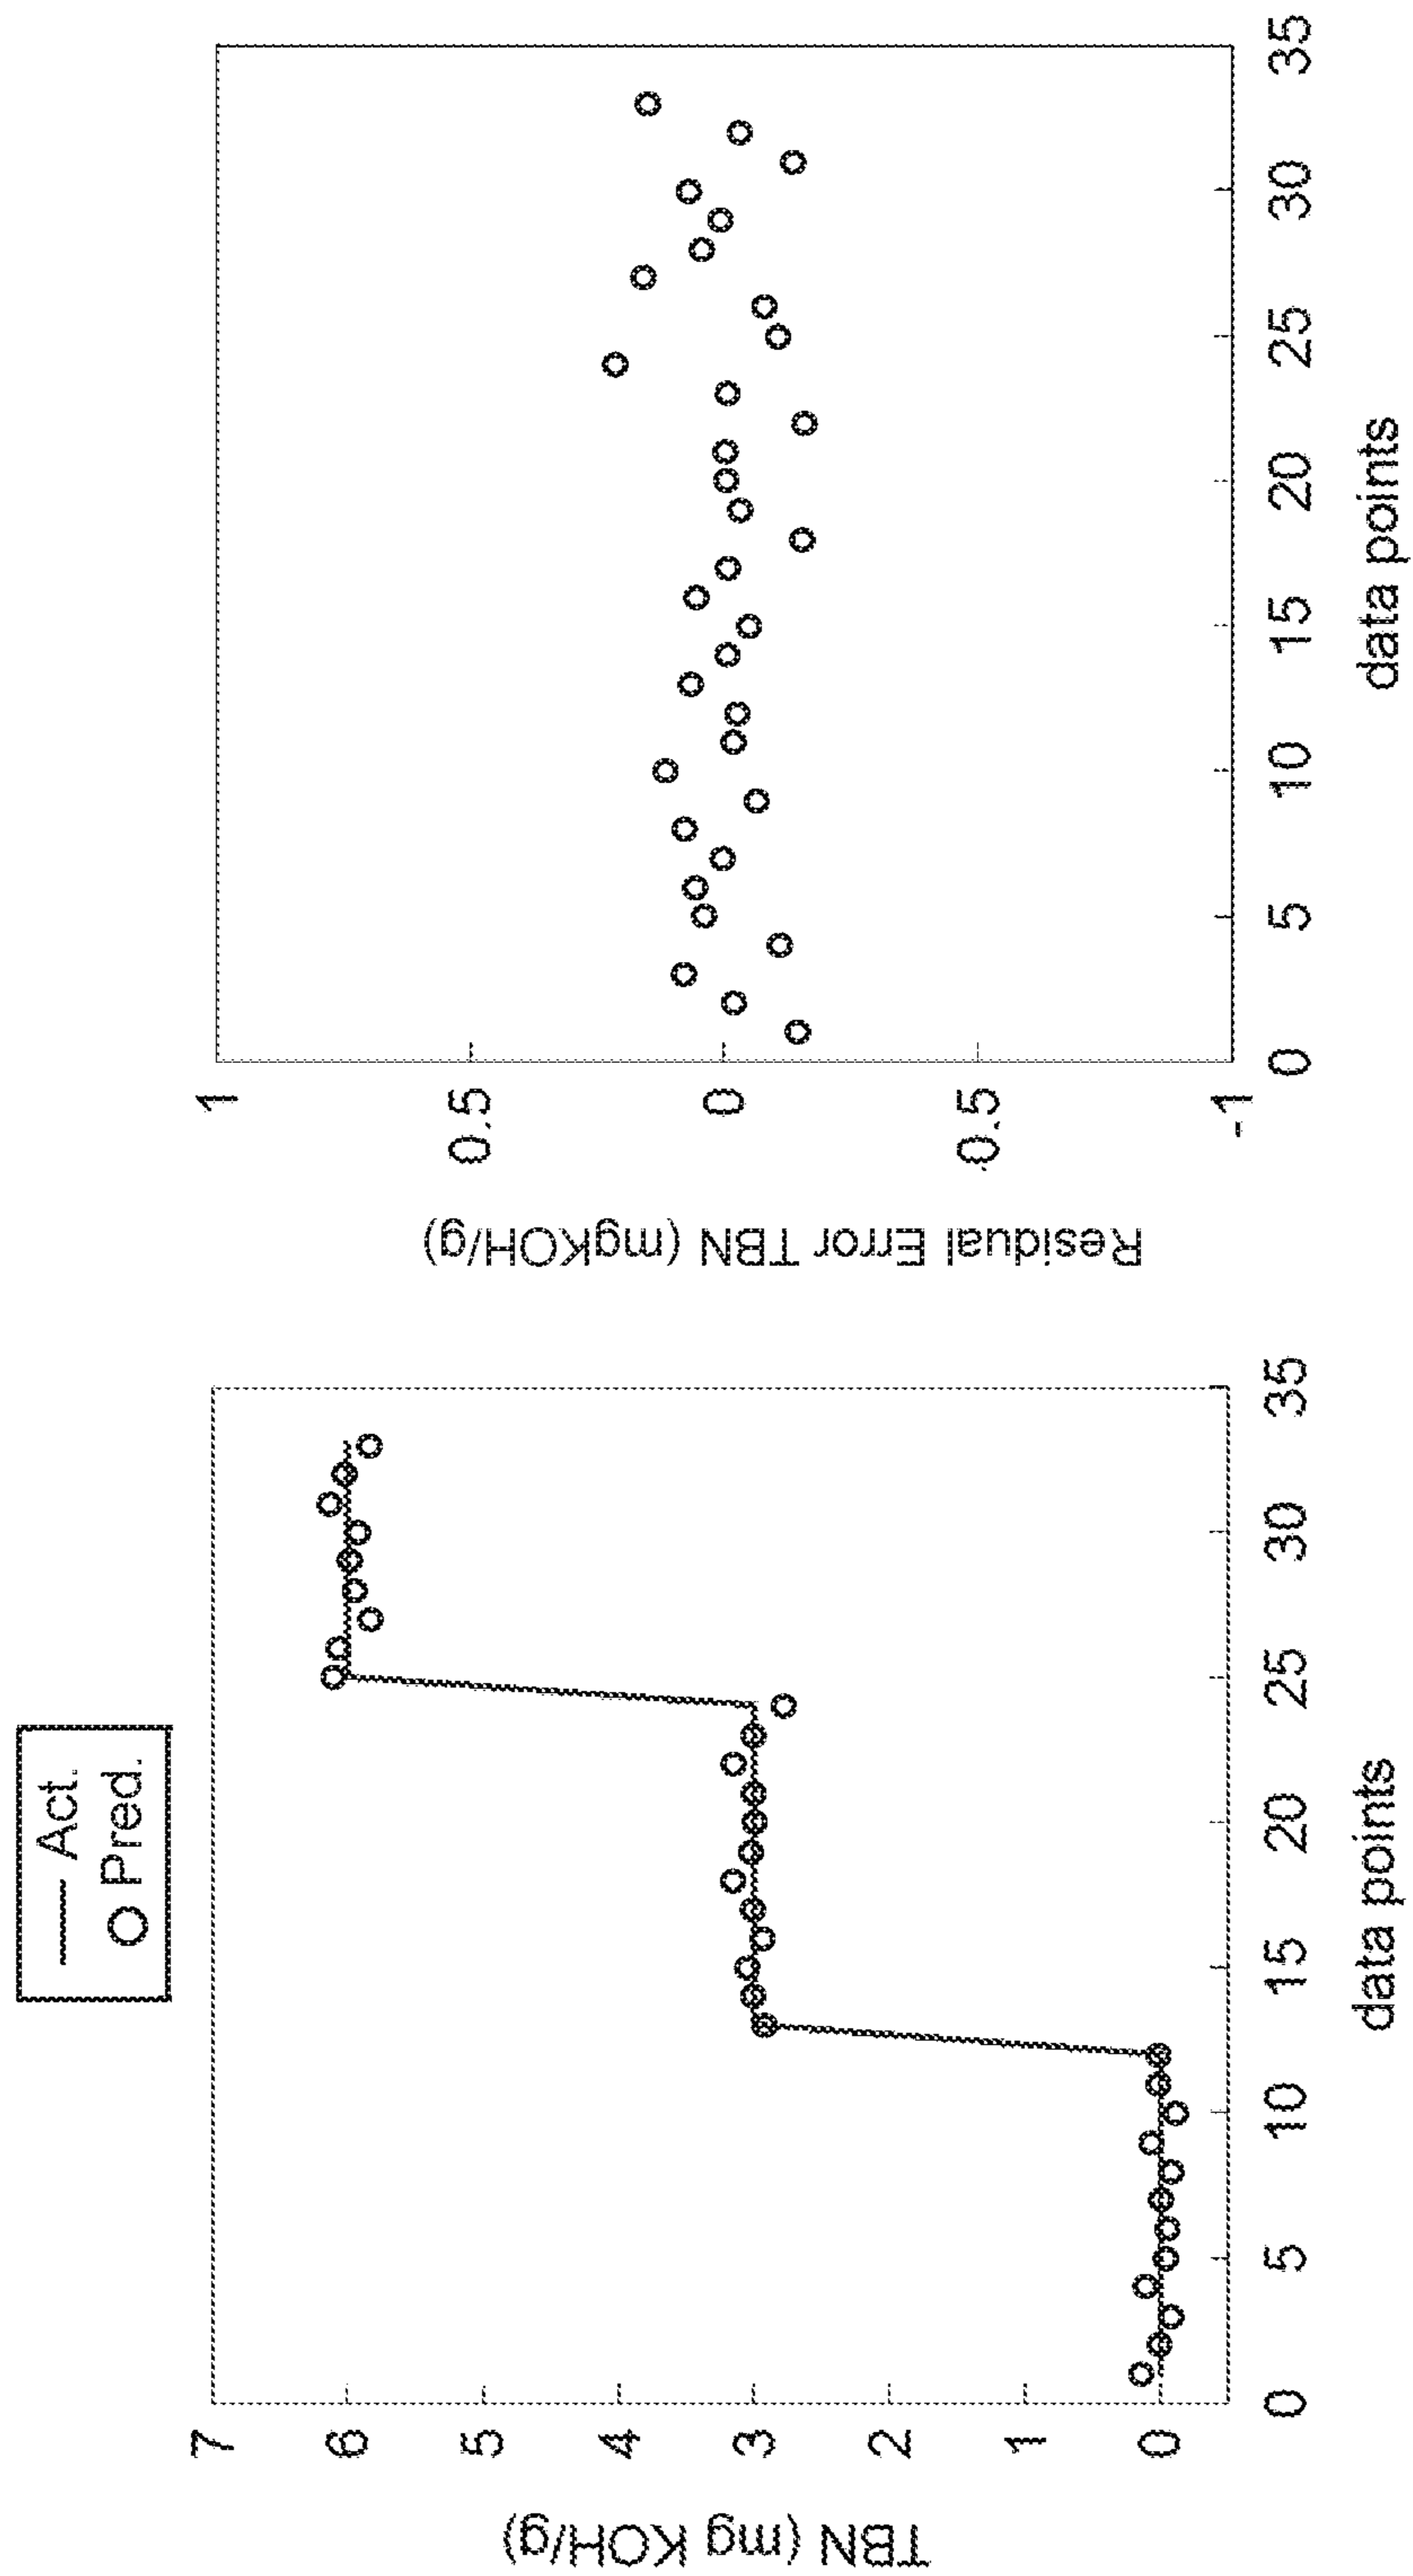 Act.
Pred.
TBN (mg KOH/g)
7
6
5
4
3
2
1
0
0 5 10 15 20 25 30 35
data points
Residual Error TBN (mgKOH/g)
1
0.5
0
-0.5
-1
0 5 10 15 20 25 30 35
data points